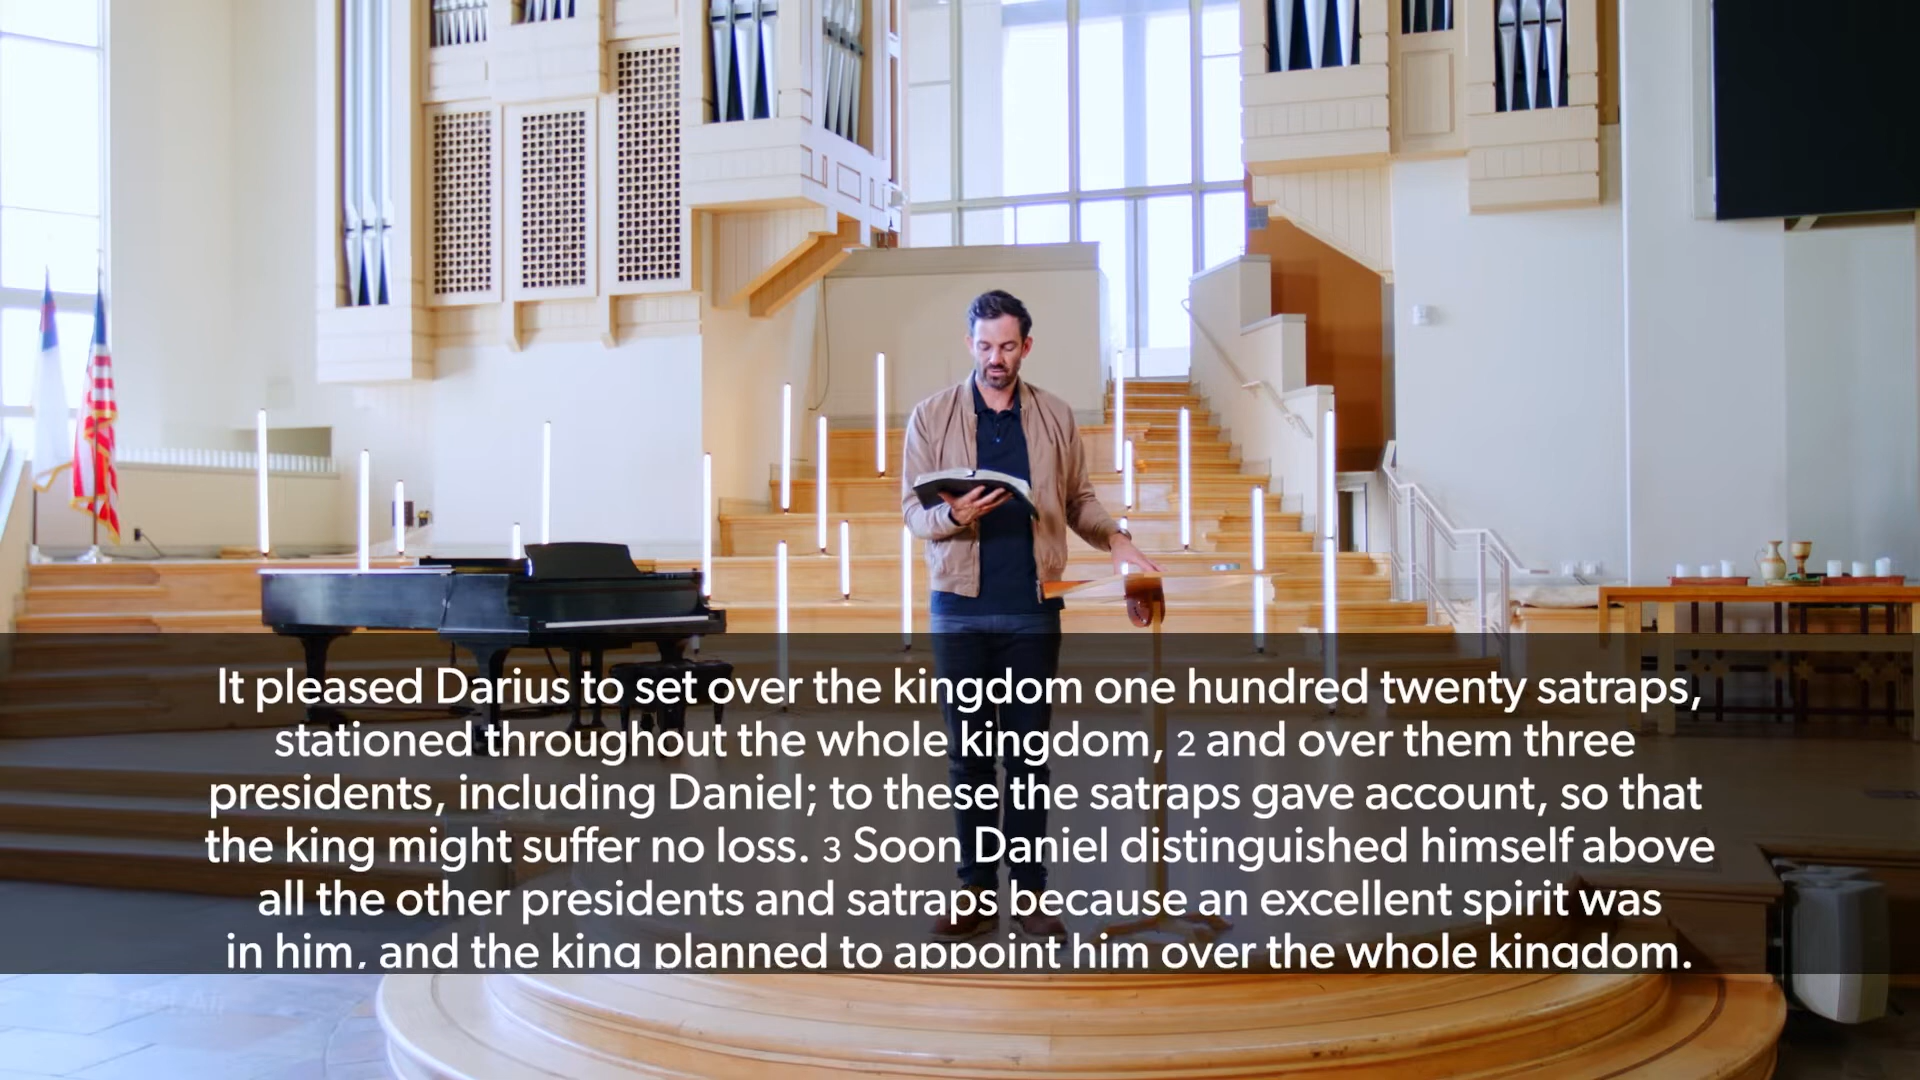 It pleased Darius to set over the kingdom one hundred twenty satraps,
stationed throughout the whole kingdom, 2 and over them three
presidents, including Daniel; to these the satraps gave account, so that
the king might suffer no loss. 3 Soon Daniel distinguished himself above
all the other presidents and satraps because an excellent spirit was
in him, and the king planned to appoint him over the whole kingdom.